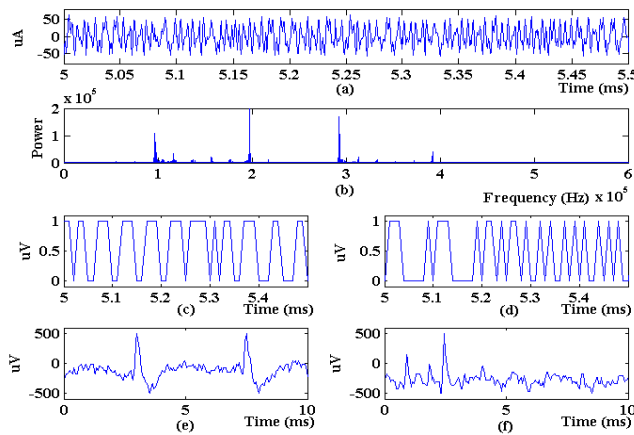 uA
50
0
-50
5 5.05 5.1 5.15 5.2 5.25 5.3 5.35 5.4 5.45 5.5
(a) Time (ms)
x 10^5
Power
2
1
0
0 1 2 3 4 5 6
(b)
Frequency (Hz) x 10^5
uV
1
0.5
0
5 5.1 5.2 5.3 5.4
(c) Time (ms)
uV
1
0.5
0
5 5.1 5.2 5.3 5.4
(d) Time (ms)
uV
500
0
-500
0 5 10
(e) Time (ms)
uV
500
0
-500
0 5 10
(f) Time (ms)